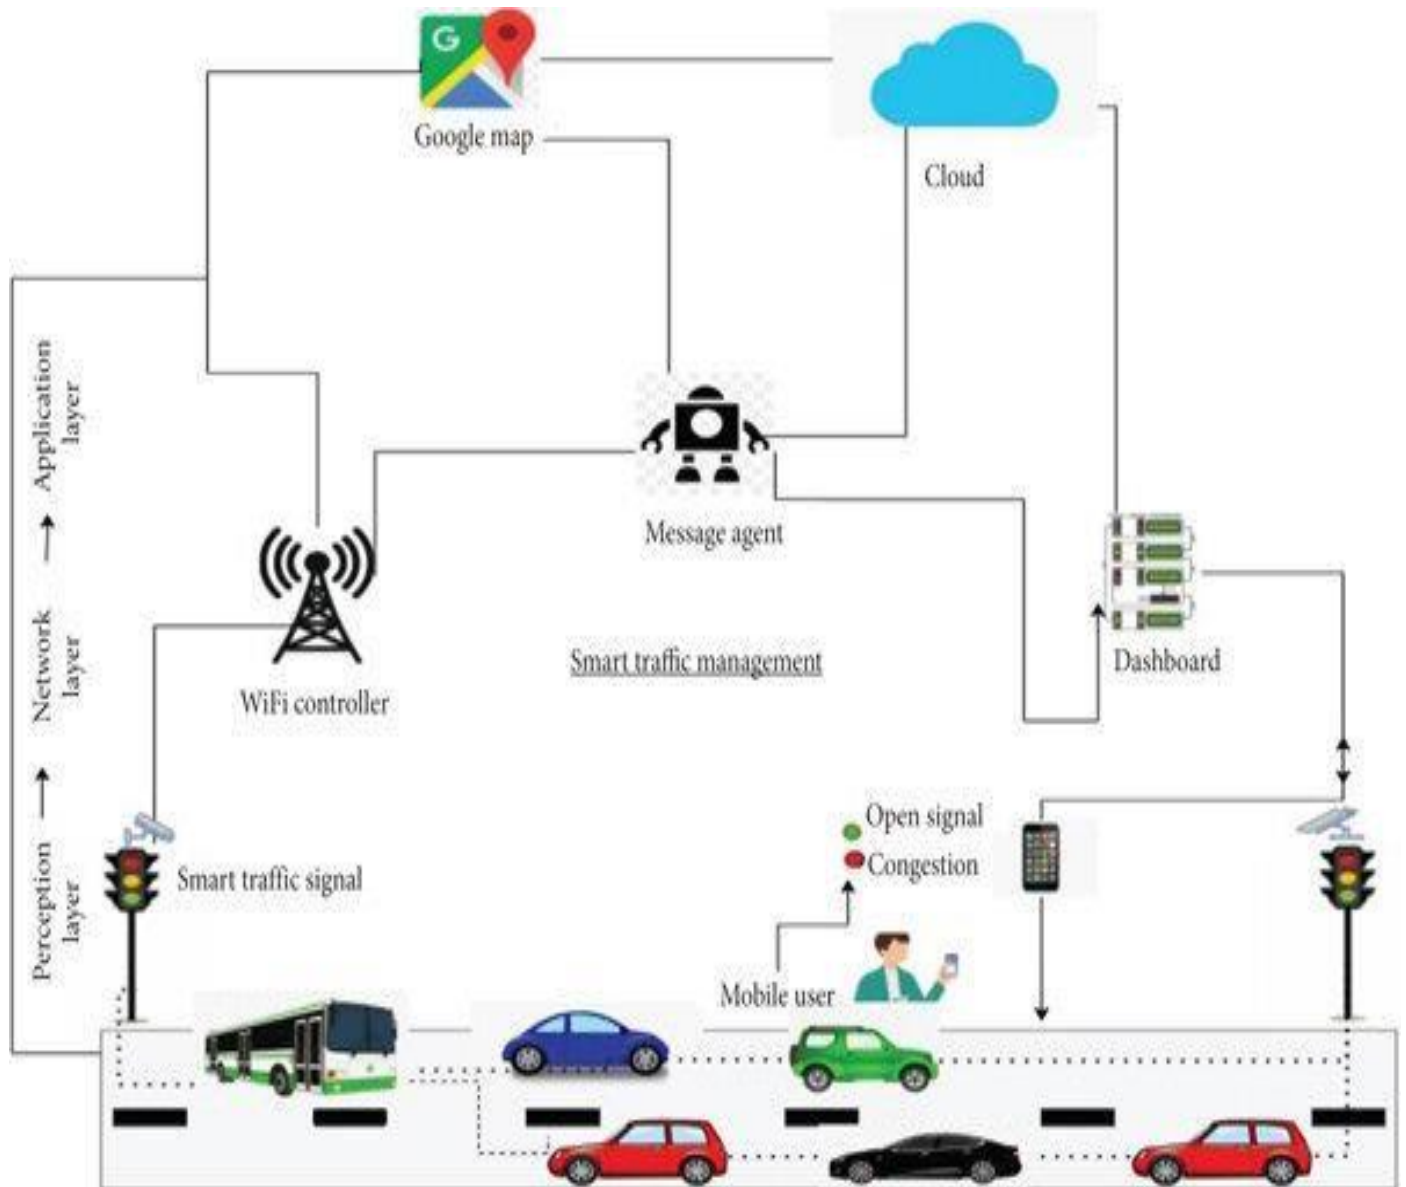 G
Google map
Cloud
Application
layer
Message agent
Network
layer
Smart traffic management
Dashboard
WiFi controller
Open signal
Congestion
Smart traffic signal
Perception
layer
Mobile user